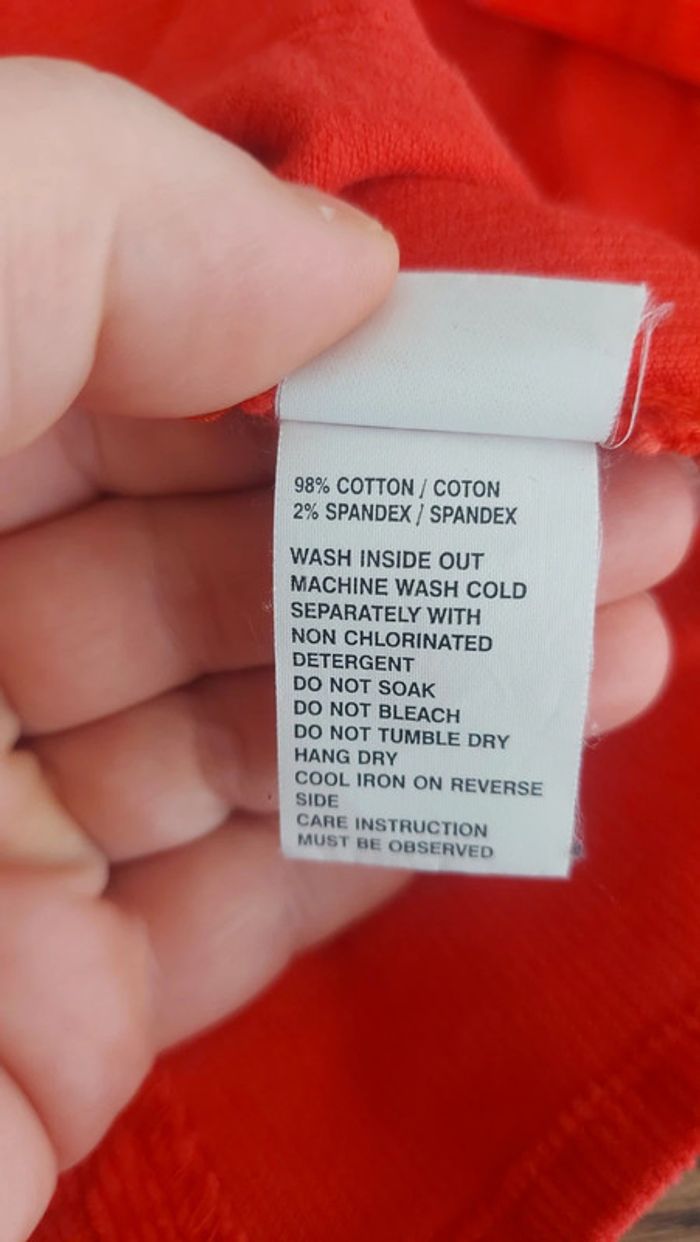 98% COTTON / COTON
2% SPANDEX / SPANDEX
WASH INSIDE OUT
MACHINE WASH COLD
SEPARATELY WITH
NON CHLORINATED
DETERGENT
DO NOT SOAK
DO NOT BLEACH
DO NOT TUMBLE DRY
HANG DRY
COOL IRON ON REVERSE
SIDE
CARE INSTRUCTION
MUST BE OBSERVED